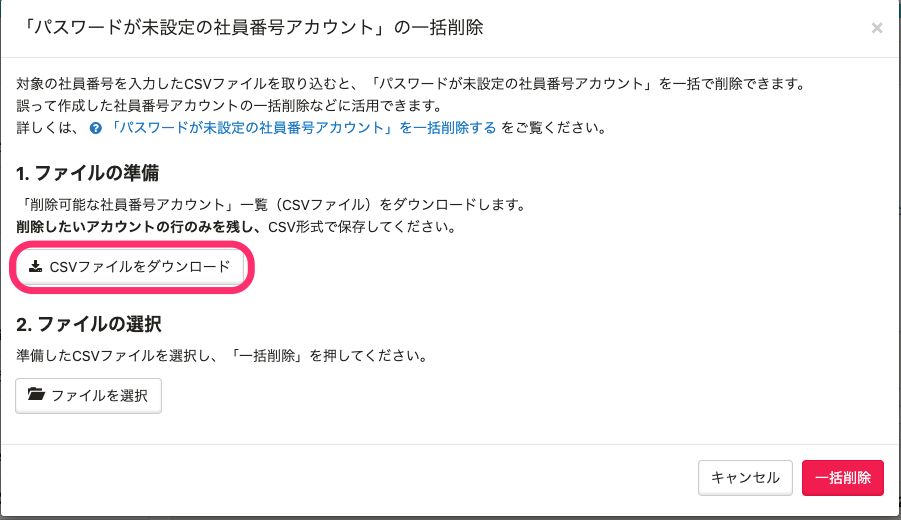 「パスワードが未設定の社員番号アカウント」の一括削除
×
対象の社員番号を入力したCSVファイルを取り込むと、「パスワードが未設定の社員番号アカウント」を一括で削除できます。
誤って作成した社員番号アカウントの一括削除などに活用できます。
詳しくは、 ? 「パスワードが未設定の社員番号アカウント」を一括削除する をご覧ください。
1. ファイルの準備
「削除可能な社員番号アカウント」一覧（CSVファイル）をダウンロードします。
削除したいアカウントの行のみを残し、CSV形式で保存してください。
CSVファイルをダウンロード
2. ファイルの選択
準備したCSVファイルを選択し、「一括削除」を押してください。
ファイルを選択
キャンセル
一括削除